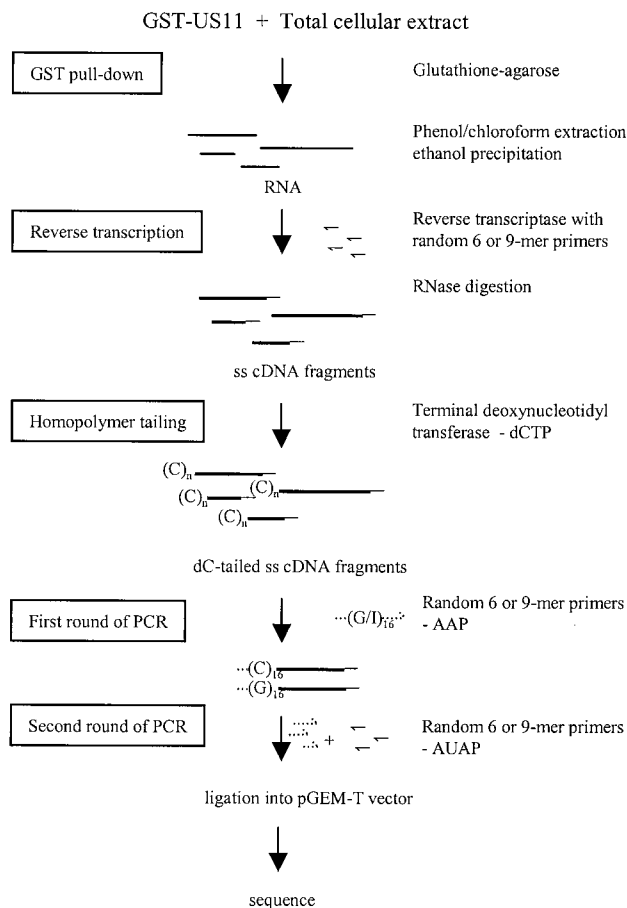 GST-US11 + Total cellular extract
GST pull-down
Glutathione-agarose
Phenol/chloroform extraction
ethanol precipitation
RNA
Reverse transcription
Reverse transcriptase with
random 6 or 9-mer primers
RNase digestion
ss cDNA fragments
Homopolymer tailing
Terminal deoxynucleotidyl
transferase - dCTP
(C)n
(C)n (C)n
(C)n
dC-tailed ss cDNA fragments
First round of PCR
(G/I)16
Random 6 or 9-mer primers
- AAP
(C)16
(G)16
Second round of PCR
+
Random 6 or 9-mer primers
- AUAP
ligation into pGEM-T vector
sequence